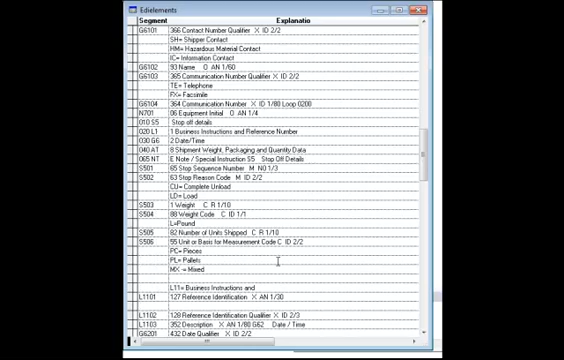 Edielements
Segment Explanatio
G6101 366 Contact Number Qualifier X ID 2/2
SH= Shipper Contact
HM= Hazardous Material Contact
IC= Information Contact
G6102 93 Name O AN 1/60
G6103 365 Communication Number Qualifier X ID 2/2
TE= Telephone
FX= Facsimile
G6104 364 Communication Number X ID 1/80 Loop 0200
N701 06 Equipment Initial O AN 1/4
010 S5 Stop off details
020 L1 1 Business Instructions and Reference Number
030 G6 2 Date/Time
040 AT 8 Shipment Weight, Packaging and Quantity Data
065 NT E Note / Special Instruction S5 Stop Off Details
S501 65 Stop Sequence Number M N0 1/3
S502 63 Stop Reason Code M ID 2/2
CU= Complete Unload
LD= Load
S503 1 Weight C R 1/10
S504 88 Weight Code C ID 1/1
L=Pound
S505 82 Number of Units Shipped C R 1/10
S506 55 Unit or Basis for Measurement Code C ID 2/2
PC= Pieces
PL= Pallets
MX -= Mixed
L11= Business Instructions and
L1101 127 Reference Identification X AN 1/30
L1102 128 Reference Identification Qualifier X ID 2/3
L1103 352 Description X AN 1/80 G62 Date / Time
G6201 432 Date Qualifier X ID 2/2